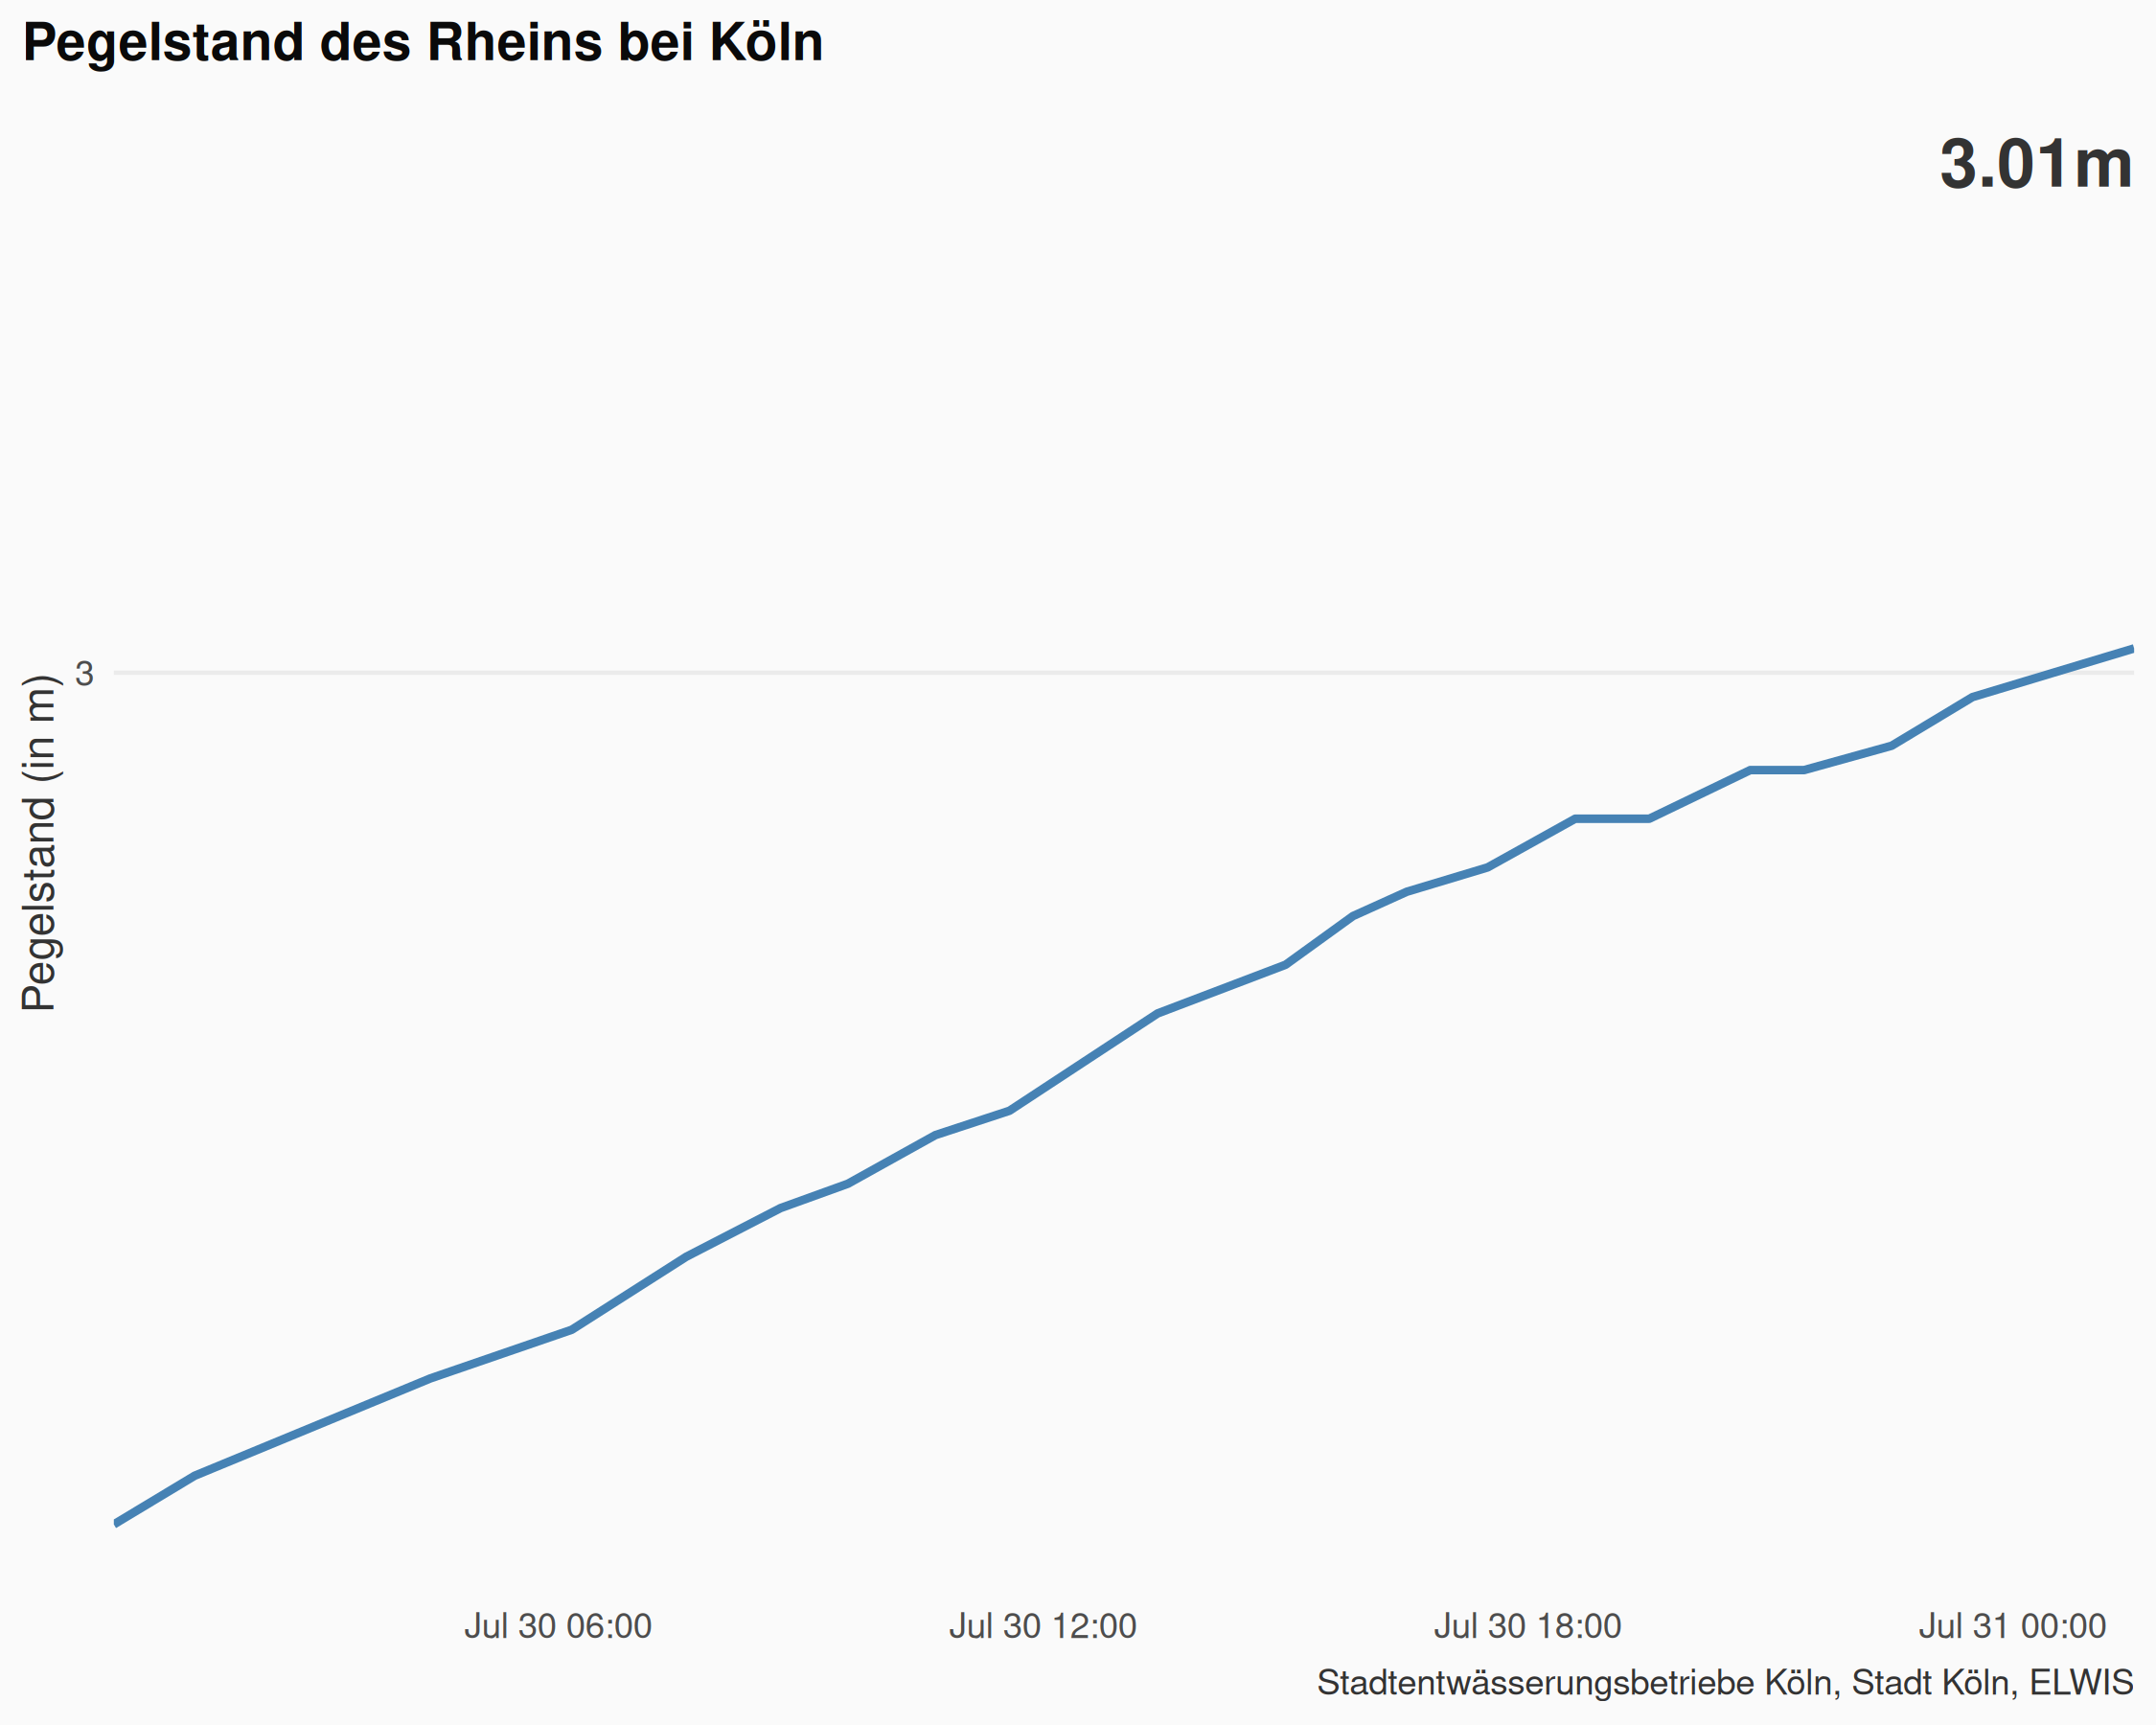 Pegelstand des Rheins bei Köln
3.01m
Pegelstand (in m)
3
Jul 30 06:00
Jul 30 12:00
Jul 30 18:00
Jul 31 00:00
Stadtentwässerungsbetriebe Köln, Stadt Köln, ELWIS